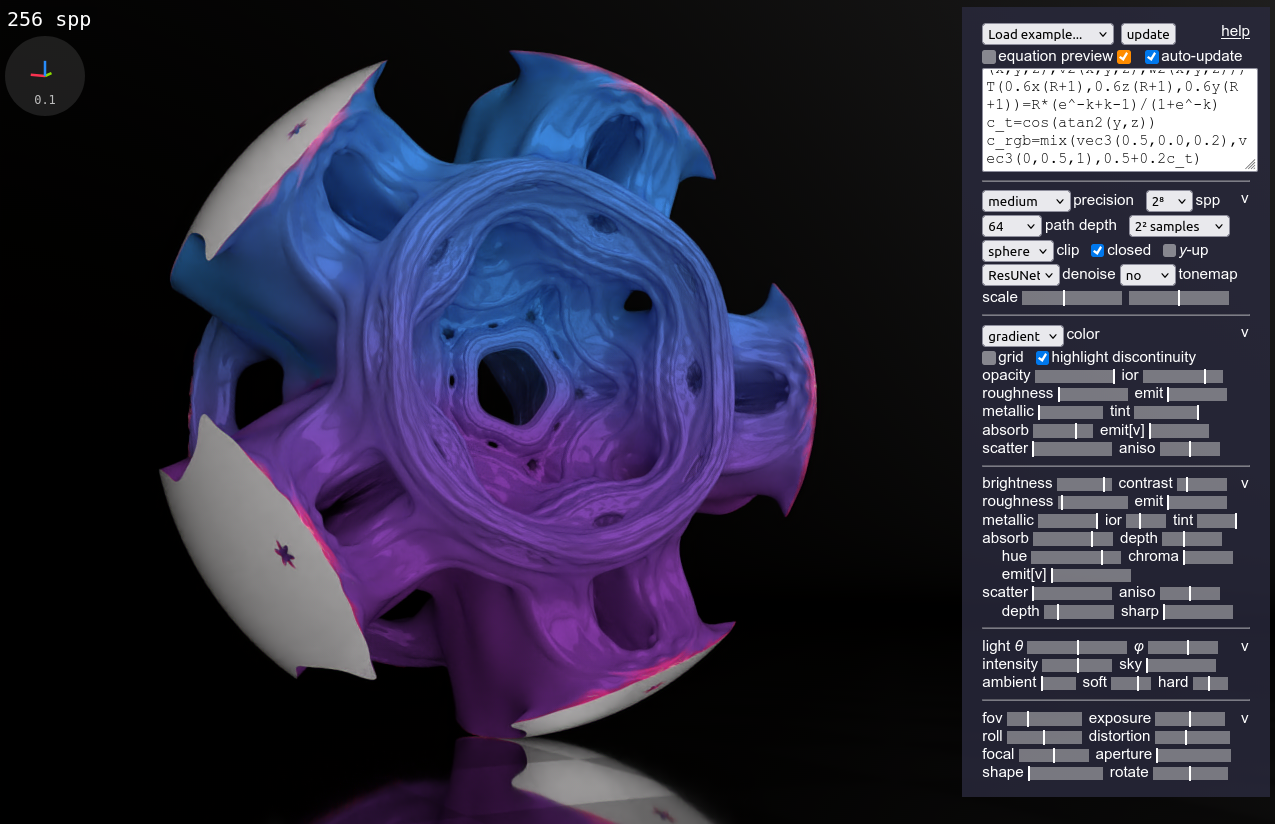 256 spp
0.1
Load example... update help
equation preview auto-update
(x,y,z),v2(x,y,z),w2(x,y,z)))
T(0.6x(R+1),0.6z(R+1),0.6y(R
+1))=R*(e^-k+k-1)/(1+e^-k)
c_t=cos(atan2(y,z))
c_rgb=mix(vec3(0.5,0.0,0.2),v
ec3(0,0.5,1),0.5+0.2c_t)
medium precision 2⁸ spp v
64 path depth 2² samples
sphere clip closed y-up
ResUNet denoise no tonemap
scale
gradient color v
grid highlight discontinuity
opacity ior
roughness emit
metallic tint
absorb emit[v]
scatter aniso
brightness contrast v
roughness emit
metallic ior tint
absorb depth
hue chroma
emit[v]
scatter aniso
depth sharp
light θ φ v
intensity sky
ambient soft hard
fov exposure v
roll distortion
focal aperture
shape rotate